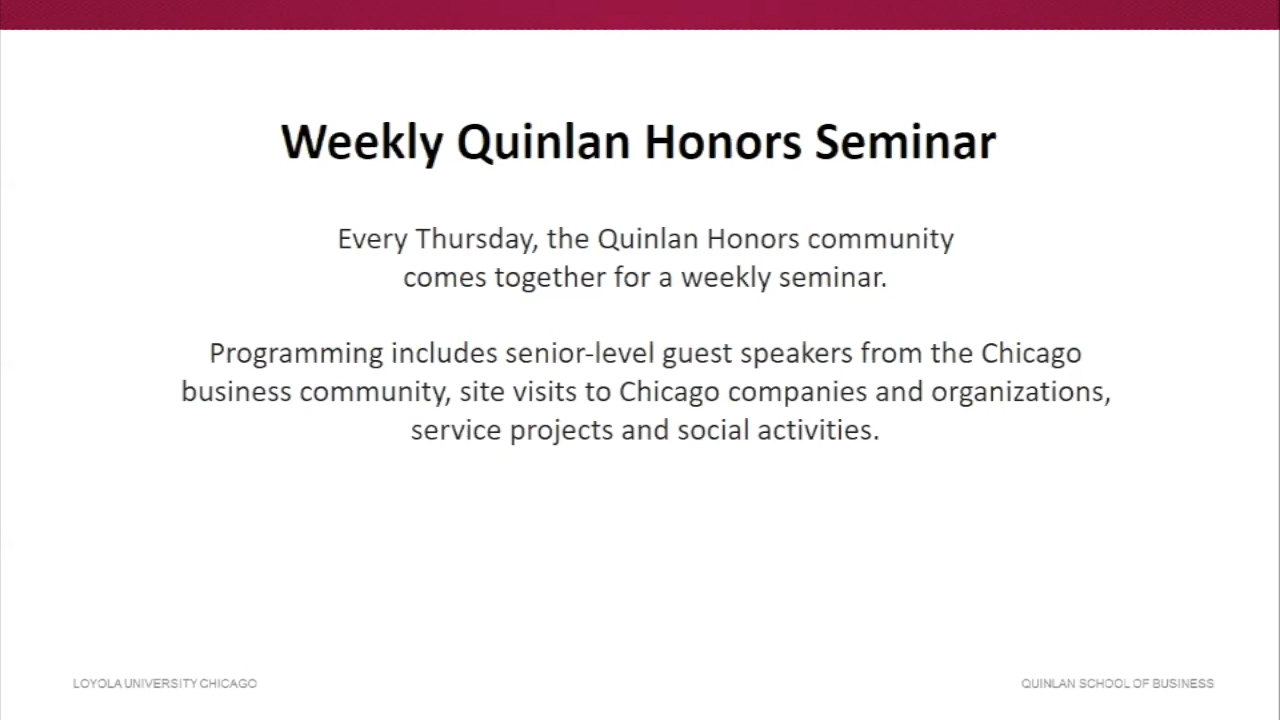 Weekly Quinlan Honors Seminar
Every Thursday, the Quinlan Honors community
comes together for a weekly seminar.
Programming includes senior-level guest speakers from the Chicago
business community, site visits to Chicago companies and organizations,
service projects and social activities.
LOYOLA UNIVERSITY CHICAGO
QUINLAN SCHOOL OF BUSINESS